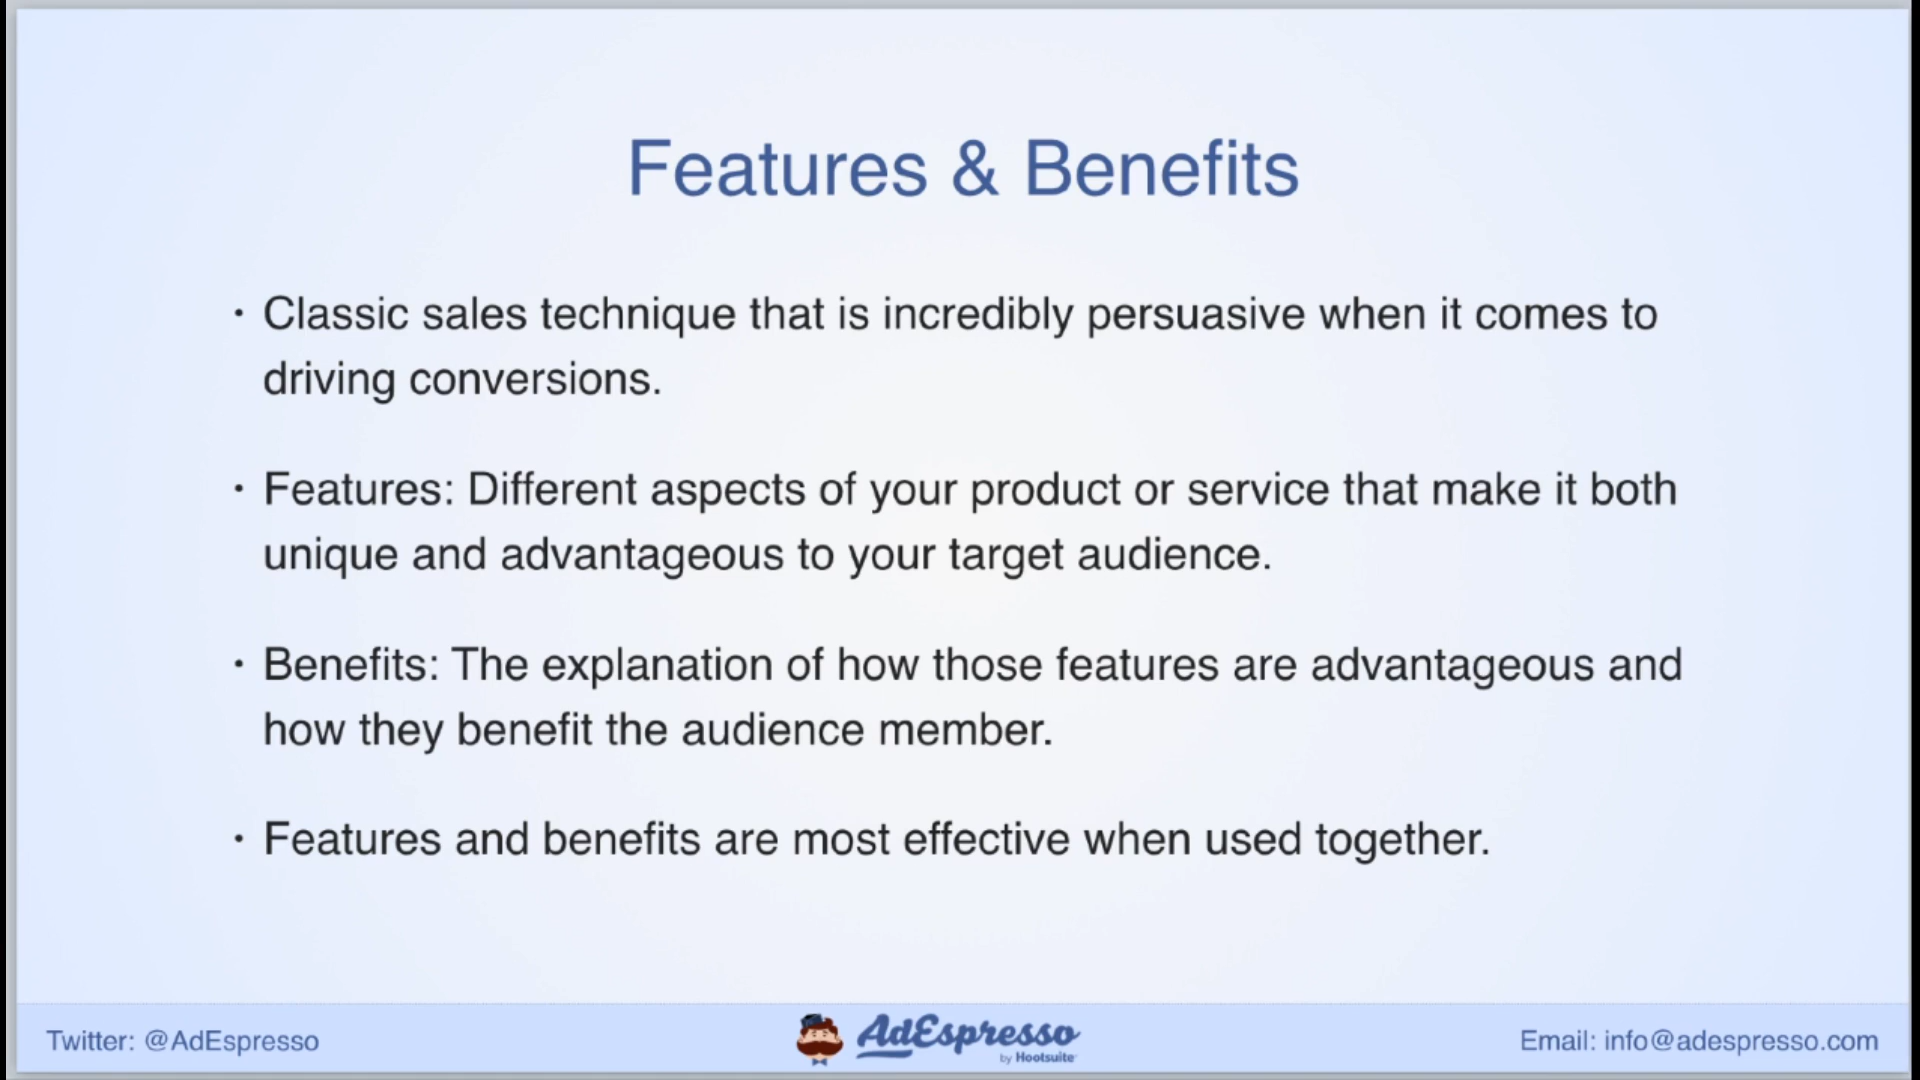 Features & Benefits
• Classic sales technique that is incredibly persuasive when it comes to
driving conversions.
• Features: Different aspects of your product or service that make it both
unique and advantageous to your target audience.
• Benefits: The explanation of how those features are advantageous and
how they benefit the audience member.
• Features and benefits are most effective when used together.
Twitter: @AdEspresso
AdEspresso
by Hootsuite
Email: info@adespresso.com